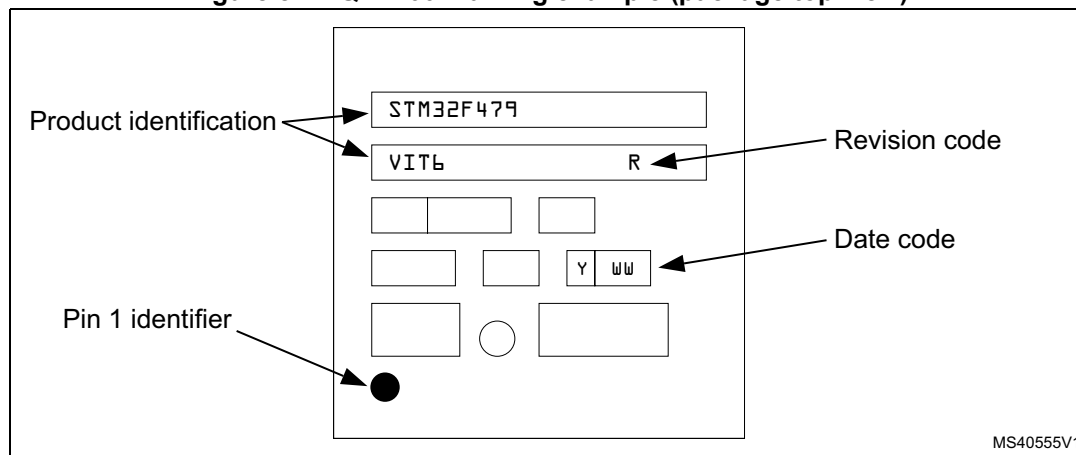 STM32F479
Product identification
VIT6 R
Revision code
Y WW
Date code
Pin 1 identifier
MS40555V1